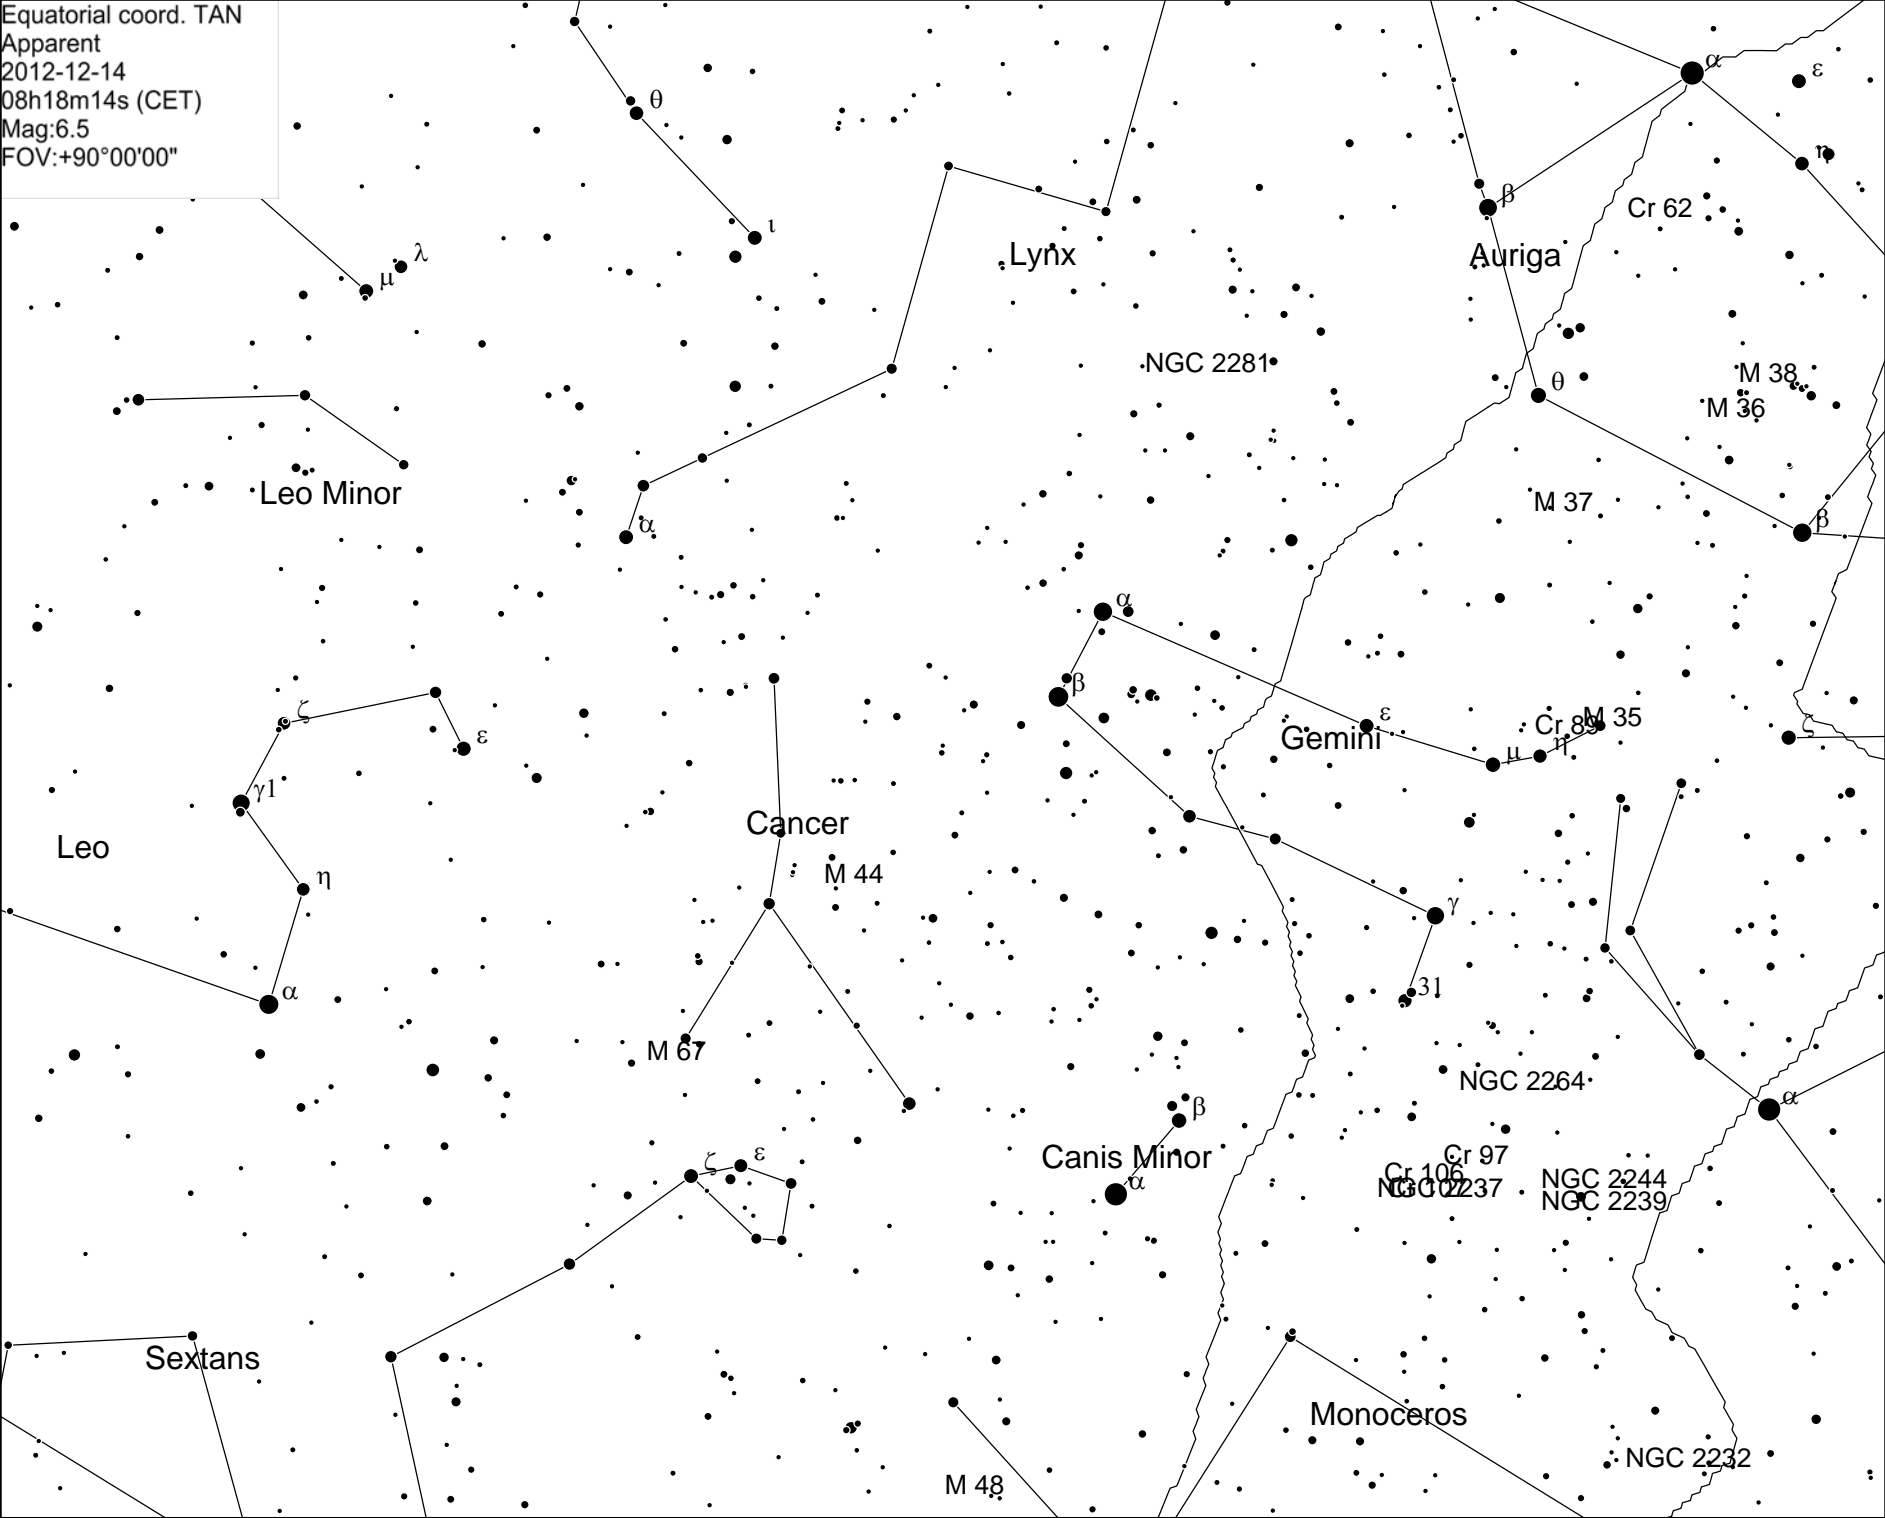 Equatorial coord. TAN
Apparent
2012-12-14
08h18m14s (CET)
Mag:6.5
FOV:+90°00'00"
α
ε
θ
η
β
Cr 62
ι
λ
μ
Lynx
Auriga
NGC 2281
M 38
θ
M 36
Leo Minor
M 37
α
β
α
β
ζ
ε
ε
Gemini
Cr 89
M 35
μ
η
ζ
γ1
Cancer
Leo
M 44
η
γ
α
31
M 67
NGC 2264
α
β
Canis Minor
ζ
ε
α
Cr 97
Cr 106
NGC 2237
Cr 107
NGC 2244
NGC 2239
Sextans
Monoceros
M 48
NGC 2232